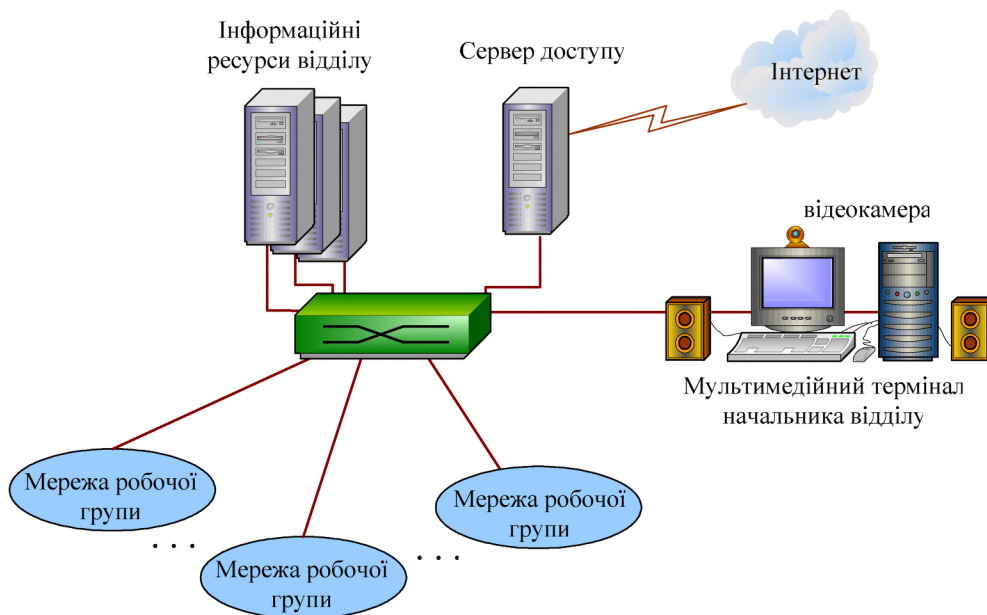 Інформаційні
ресурси відділу
Сервер доступу
Інтернет
відеокамера
Мультимедійний термінал
начальника відділу
Мережа робочої
групи
Мережа робочої
групи
Мережа робочої
групи
. . .
. . .